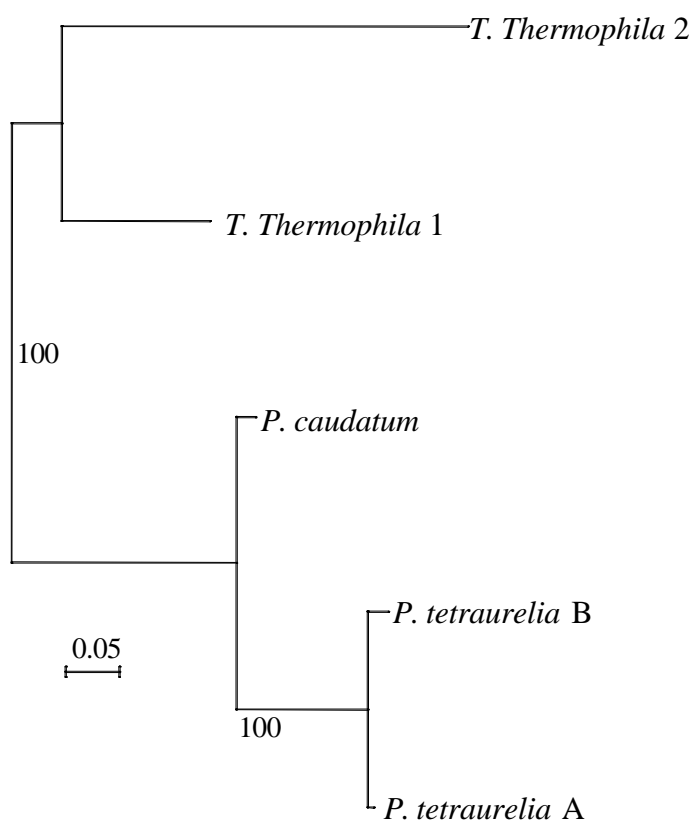 T. Thermophila 2
T. Thermophila 1
100
P. caudatum
P. tetraurelia B
0.05
100
P. tetraurelia A